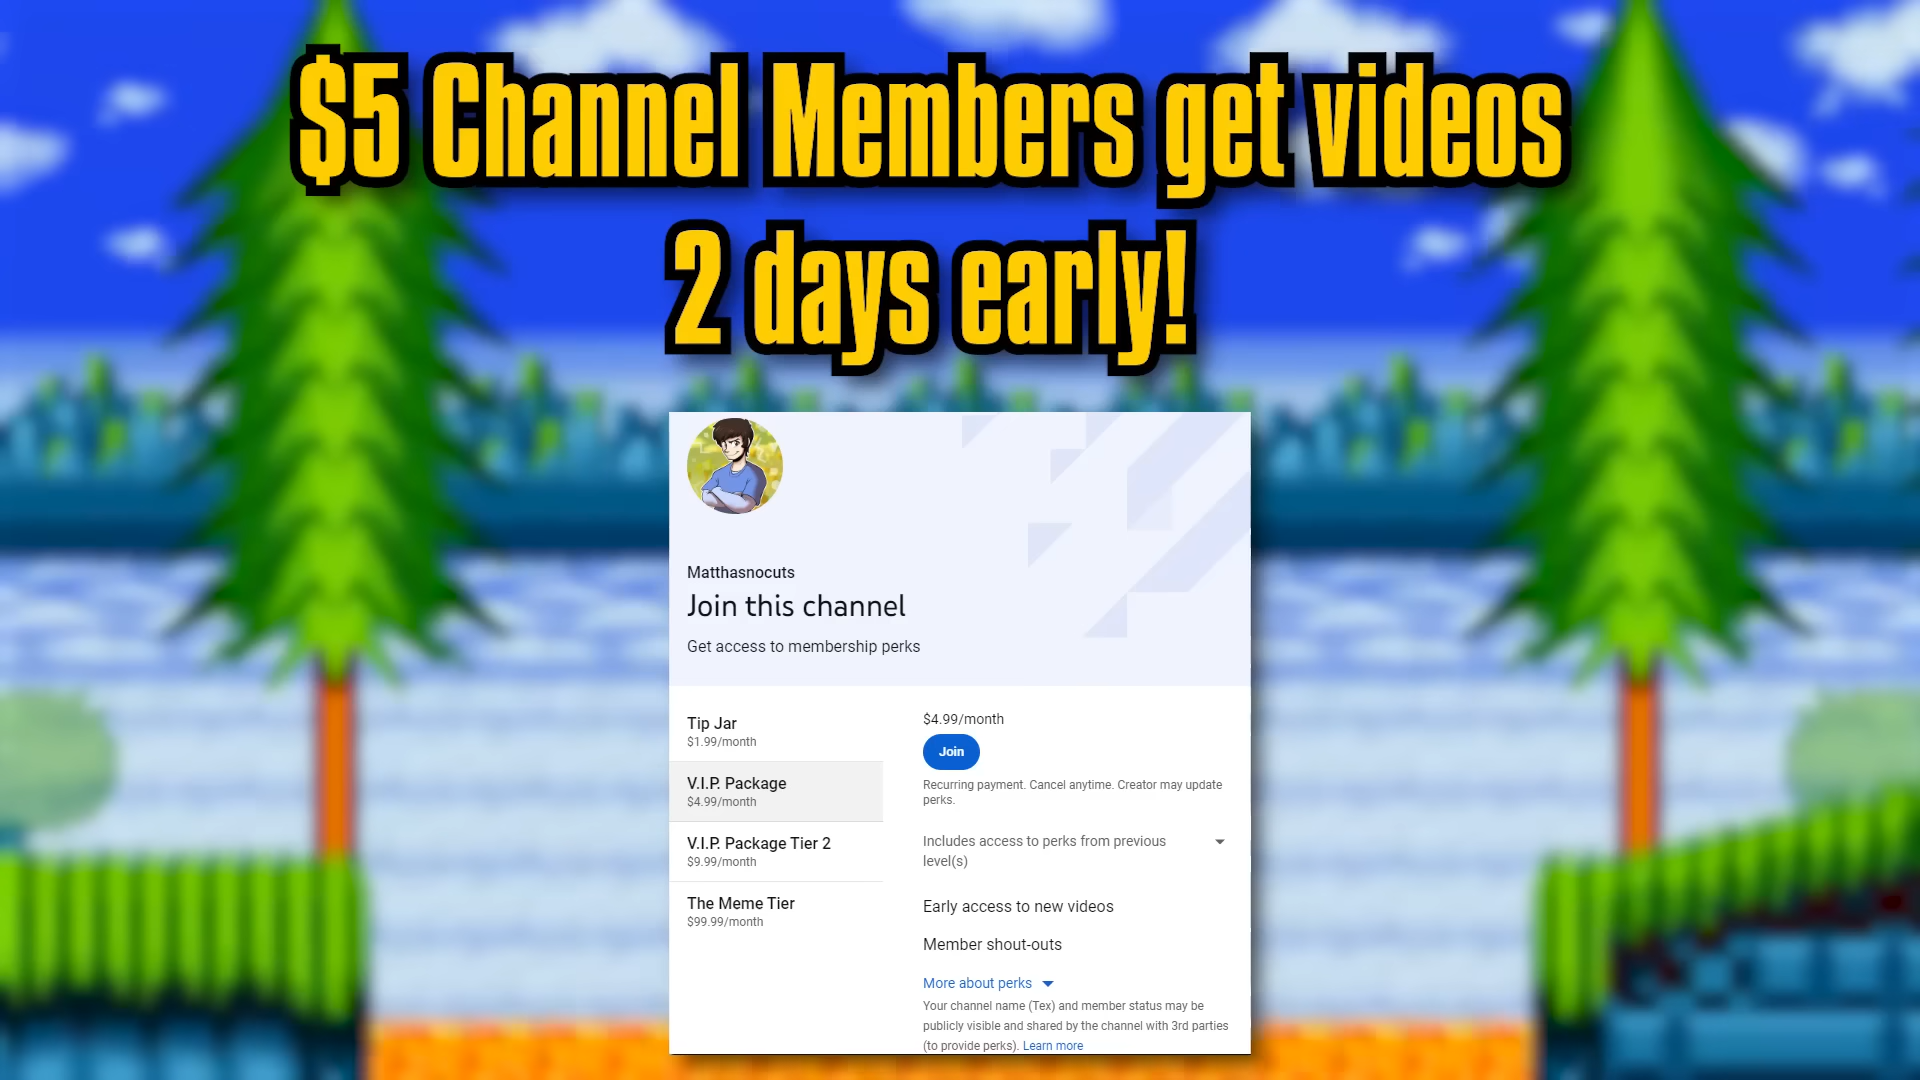 $5 Channel Members get videos
2 days early!
Matthasnocuts
Join this channel
Get access to membership perks
Tip Jar
$1.99/month
V.I.P. Package
$4.99/month
V.I.P. Package Tier 2
$9.99/month
The Meme Tier
$99.99/month
$4.99/month
Join
Recurring payment. Cancel anytime. Creator may update
perks.
Includes access to perks from previous
level(s)
Early access to new videos
Member shout-outs
More about perks
Your channel name (Tex) and member status may be
publicly visible and shared by the channel with 3rd parties
(to provide perks). Learn more